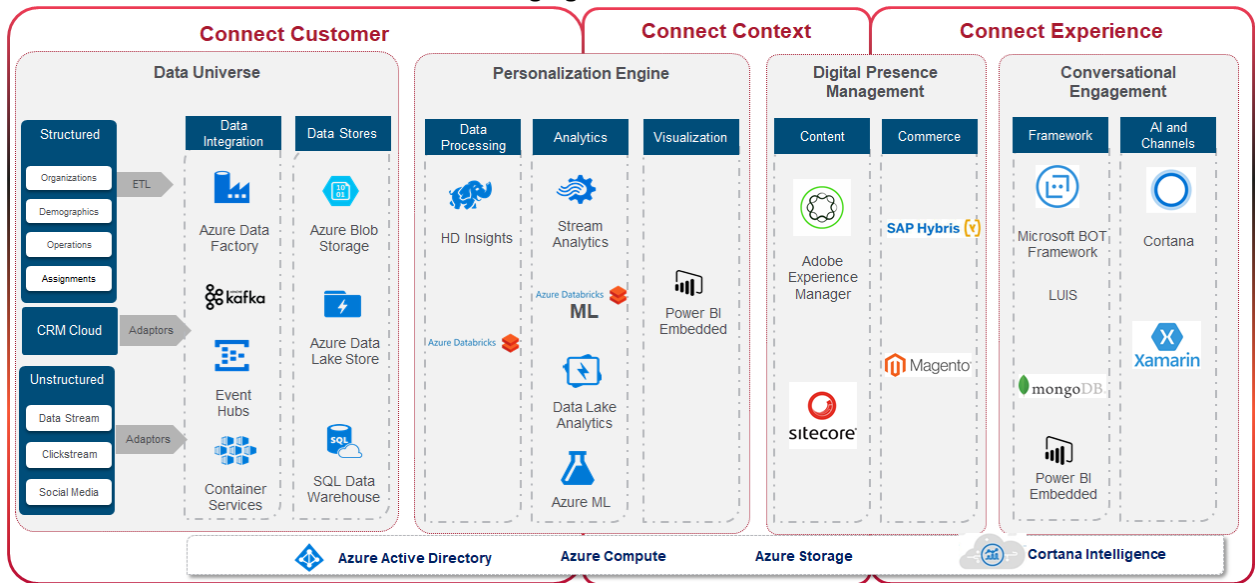 Connect Customer
Connect Context
Connect Experience
Data Universe
Structured
Organizations
Demographics
Operations
Assignments
CRM Cloud
Unstructured
Data Stream
Clickstream
Social Media
ETL
Adaptors
Adaptors
Data
Integration
Azure Data
Factory
kafka
Event
Hubs
Container
Services
Data Stores
10
01
Azure Blob
Storage
Azure Data
Lake Store
SQL
SQL Data
Warehouse
Personalization Engine
Data
Processing
HD Insights
Azure Databricks
Analytics
Stream
Analytics
Azure Databricks
ML
Data Lake
Analytics
Azure ML
Visualization
Power BI
Embedded
Digital Presence
Management
Content
Adobe
Experience
Manager
sitecore
Commerce
SAP Hybris (Y)
Magento
Conversational
Engagement
Framework
Microsoft BOT
Framework
LUIS
mongoDB.
Power BI
Embedded
AI and
Channels
Cortana
X
Xamarin
Azure Active Directory
Azure Compute
Azure Storage
Cortana Intelligence